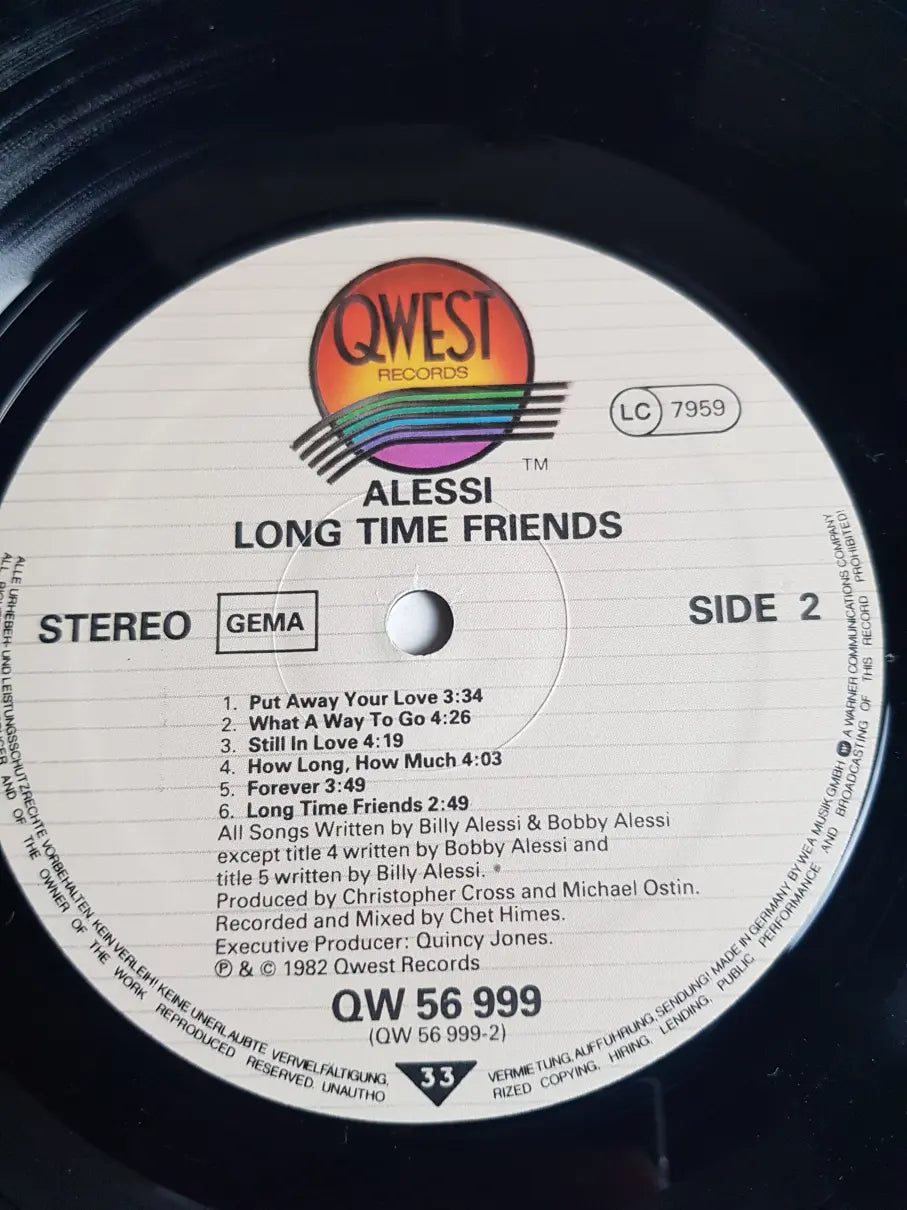 QWEST
RECORDS
LC 7959
TM
ALESSI
LONG TIME FRIENDS
STEREO GEMA SIDE 2
1. Put Away Your Love 3:34
2. What A Way To Go 4:26
3. Still In Love 4:19
4. How Long, How Much 4:03
5. Forever 3:49
6. Long Time Friends 2:49
All Songs Written by Billy Alessi & Bobby Alessi
except title 4 written by Bobby Alessi and
title 5 written by Billy Alessi.
Produced by Christopher Cross and Michael Ostin.
Recorded and Mixed by Chet Himes.
Executive Producer: Quincy Jones.
℗ & © 1982 Qwest Records
QW 56 999
(QW 56 999-2)
33
ALLE URHEBER- UND LEISTUNGSSCHUTZRECHTE VORBEHALTEN. KEIN VERLEIH! KEINE UNERLAUBTE VERVIELFÄLTIGUNG, VERMIETUNG, AUFFÜHRUNG, SENDUNG! MADE IN GERMANY BY WEA MUSIK GMBH A WARNER COMMUNICATIONS COMPANY
ALL AND OF THE OWNER OF THE WORK REPRODUCED RESERVED. UNAUTHORIZED COPYING, HIRING, LENDING, PUBLIC PERFORMANCE AND BROADCASTING OF THIS RECORD PROHIBITED!